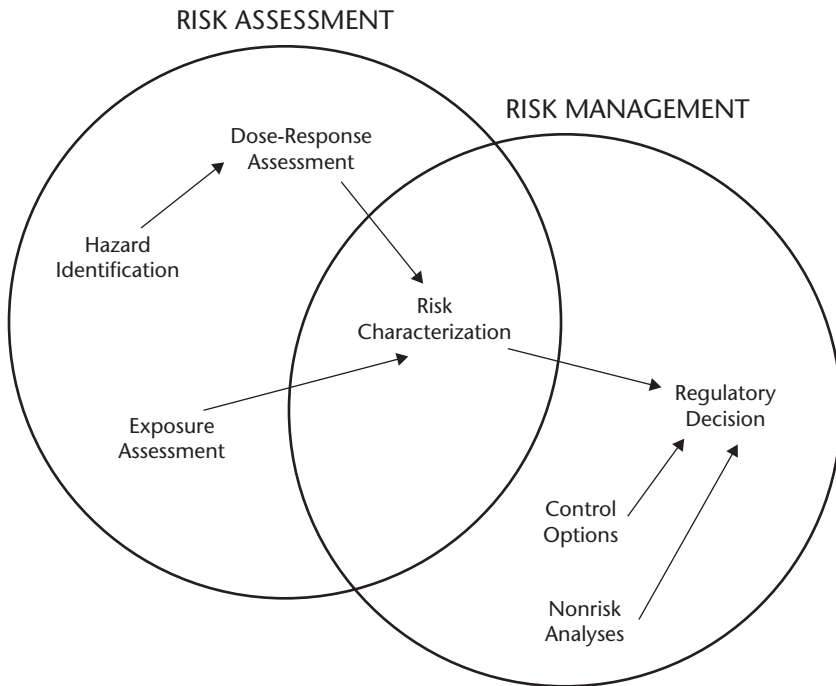 RISK ASSESSMENT
RISK MANAGEMENT
Dose-Response
Assessment
Hazard
Identification
Risk
Characterization
Exposure
Assessment
Regulatory
Decision
Control
Options
Nonrisk
Analyses